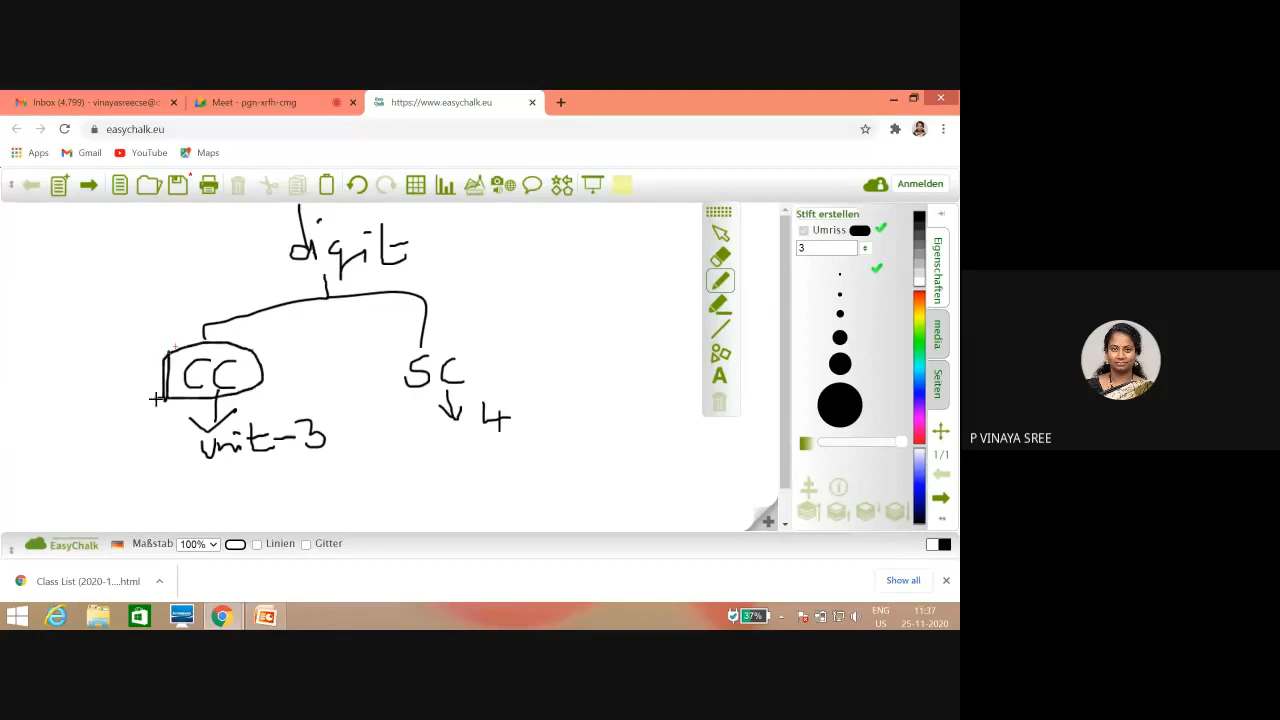 Inbox (4,799) - vinayasreecse@c
Meet - pgn-xrfh-cmg
https://www.easychalk.eu
easychalk.eu
Apps
Gmail
YouTube
Maps
Anmelden
digit
CC
SC
unit-3
4
Stift erstellen
Umriss
3
Eigenschaften
media
Seiten
1/1
P VINAYA SREE
EasyChalk
Maßstab
100%
Linien
Gitter
Class List (2020-1....html
Show all
37%
ENG
US
11:37
25-11-2020